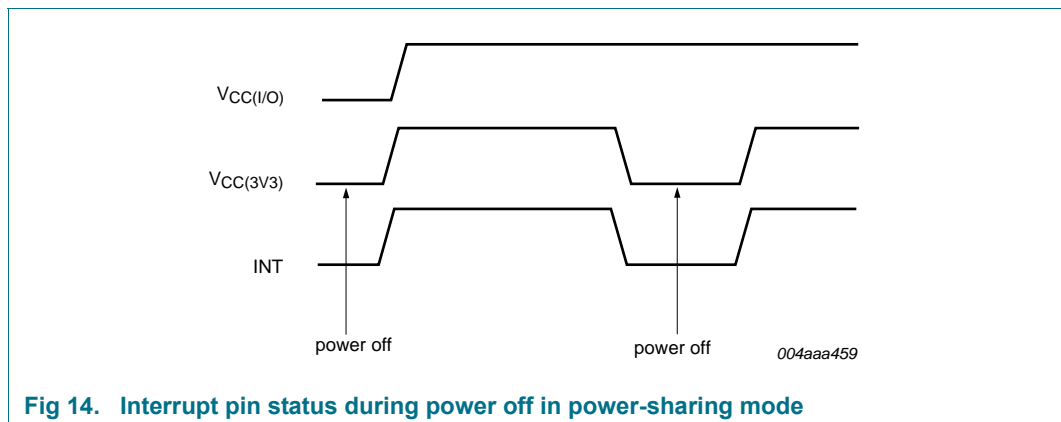 VCC(I/O)
VCC(3V3)
INT
power off
power off
004aaa459
Fig 14. Interrupt pin status during power off in power-sharing mode